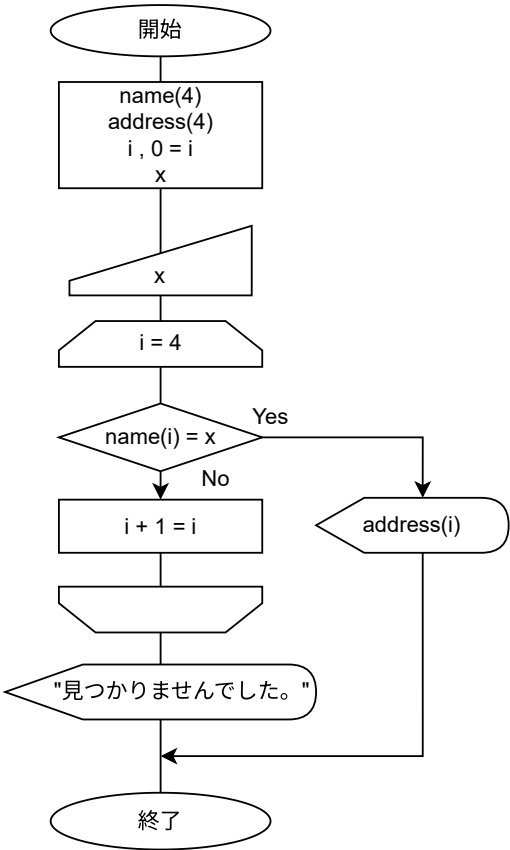 開始
name(4)
address(4)
i , 0 = i
x
x
i = 4
name(i) = x
Yes
No
i + 1 = i
address(i)
"見つかりませんでした。"
終了